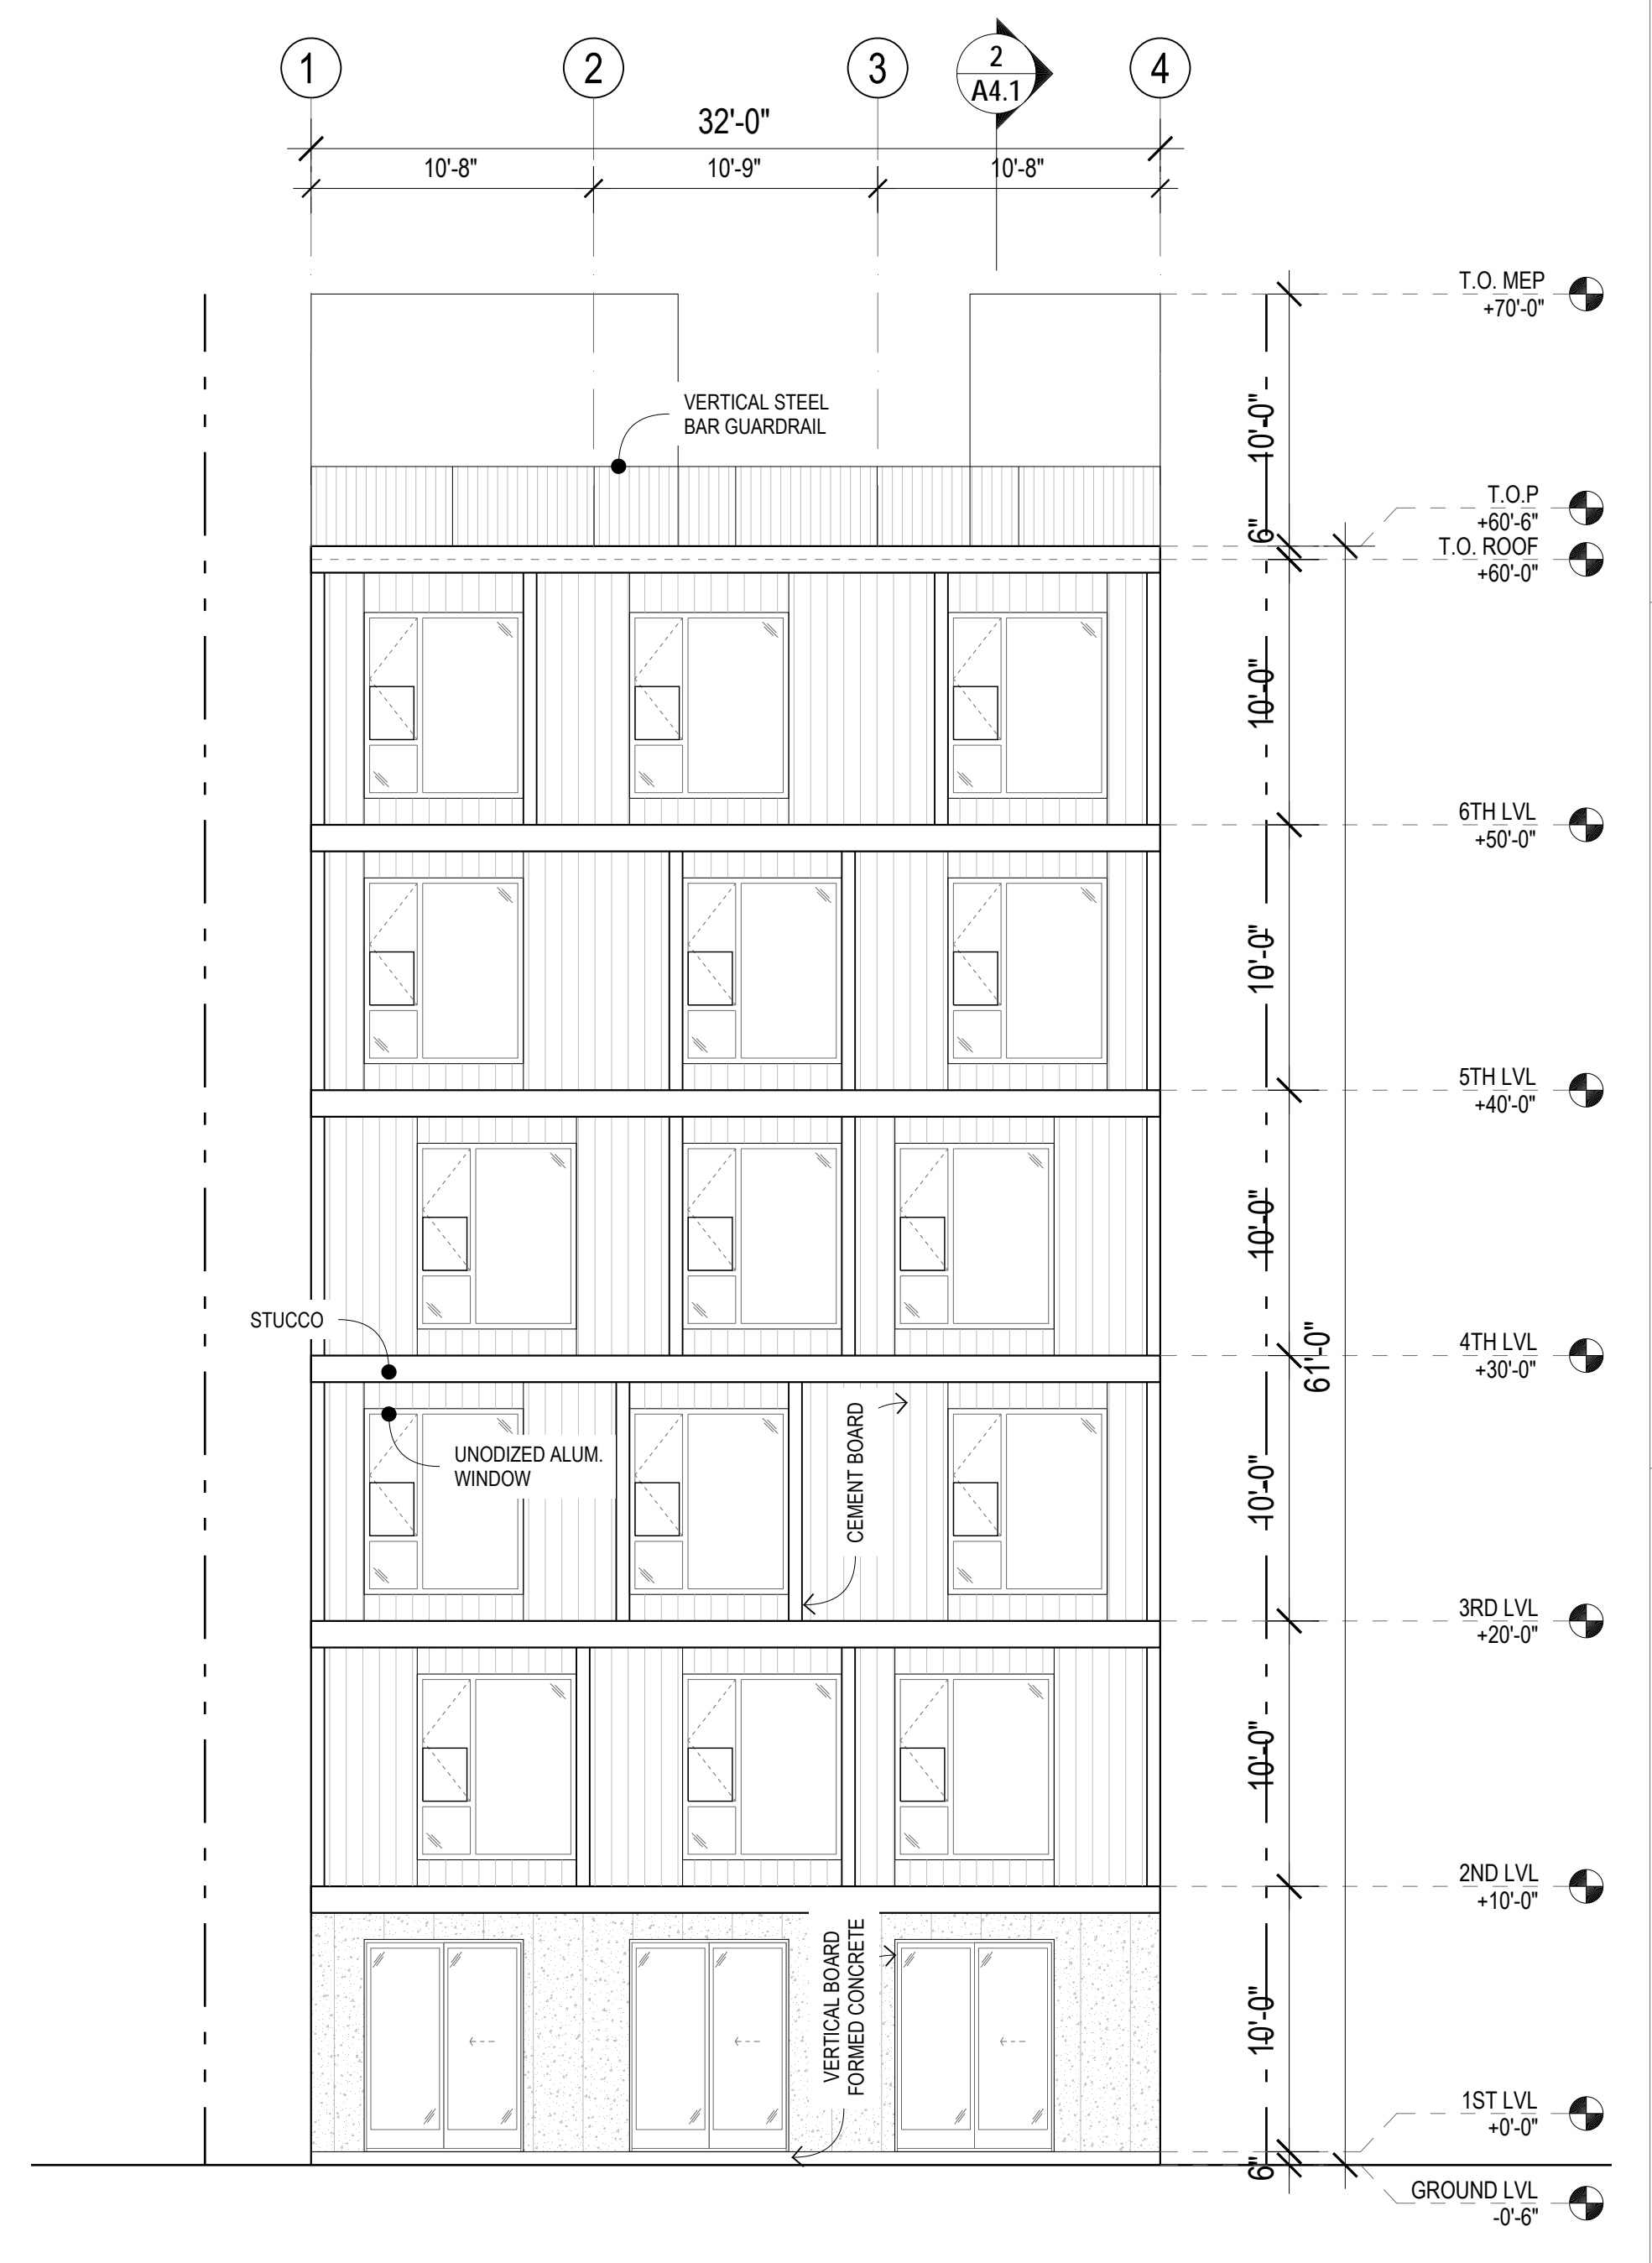 1
2
3
2
A4.1
4
32'-0"
10'-8"
10'-9"
10'-8"
T.O. MEP
+70'-0"
VERTICAL STEEL
BAR GUARDRAIL
10'-0"
T.O.P
+60'-6"
6"
T.O. ROOF
+60'-0"
10'-0"
6TH LVL
+50'-0"
10'-0"
5TH LVL
+40'-0"
10'-0"
STUCCO
4TH LVL
+30'-0"
61'-0"
UNODIZED ALUM.
WINDOW
CEMENT BOARD
10'-0"
3RD LVL
+20'-0"
10'-0"
2ND LVL
+10'-0"
VERTICAL BOARD
FORMED CONCRETE
10'-0"
1ST LVL
+0'-0"
6"
GROUND LVL
-0'-6"